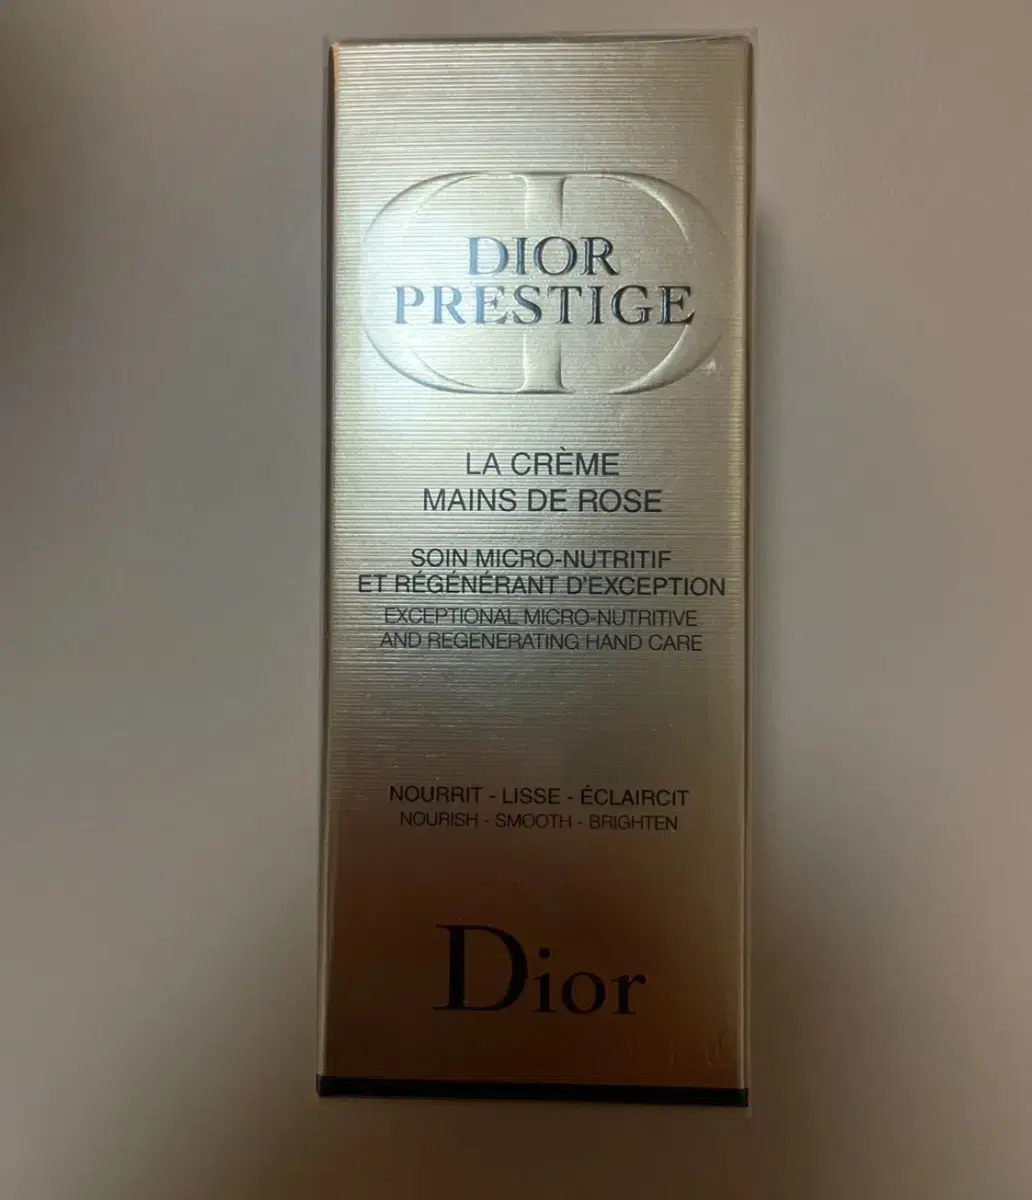 DIOR
PRESTIGE
LA CRÈME
MAINS DE ROSE
SOIN MICRO-NUTRITIF
ET RÉGÉNÉRANT D'EXCEPTION
EXCEPTIONAL MICRO-NUTRITIVE
AND REGENERATING HAND CARE
NOURRIT - LISSE - ÉCLAIRCIT
NOURISH - SMOOTH - BRIGHTEN
Dior